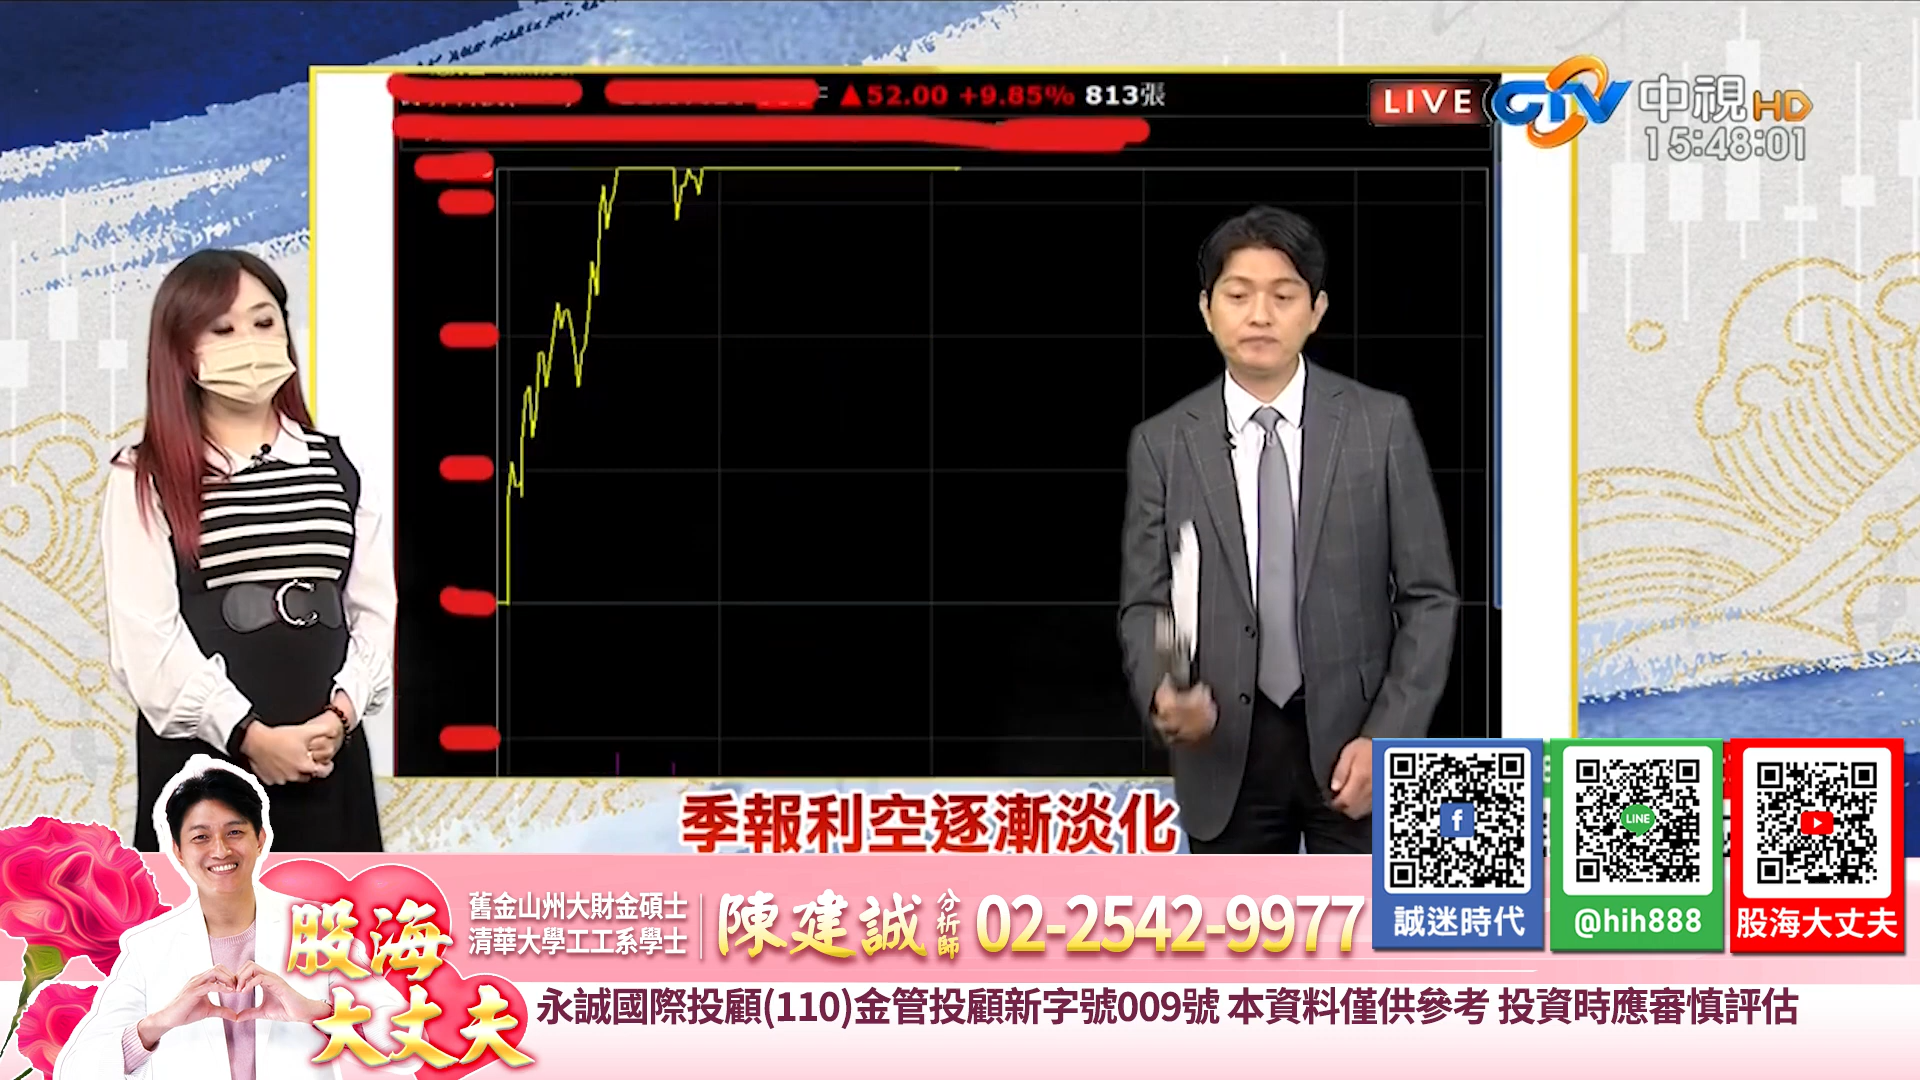 ▲52.00 +9.85% 813張
LIVE
CTV 中視 HD
15:48:01
季報利空逐漸淡化
股海
大丈夫
舊金山州大財金碩士
清華大學工工系學士
陳建誠 分析師 02-2542-9977
誠迷時代
LINE
@hih888
股海大丈夫
永誠國際投顧(110)金管投顧新字號009號 本資料僅供參考 投資時應審慎評估